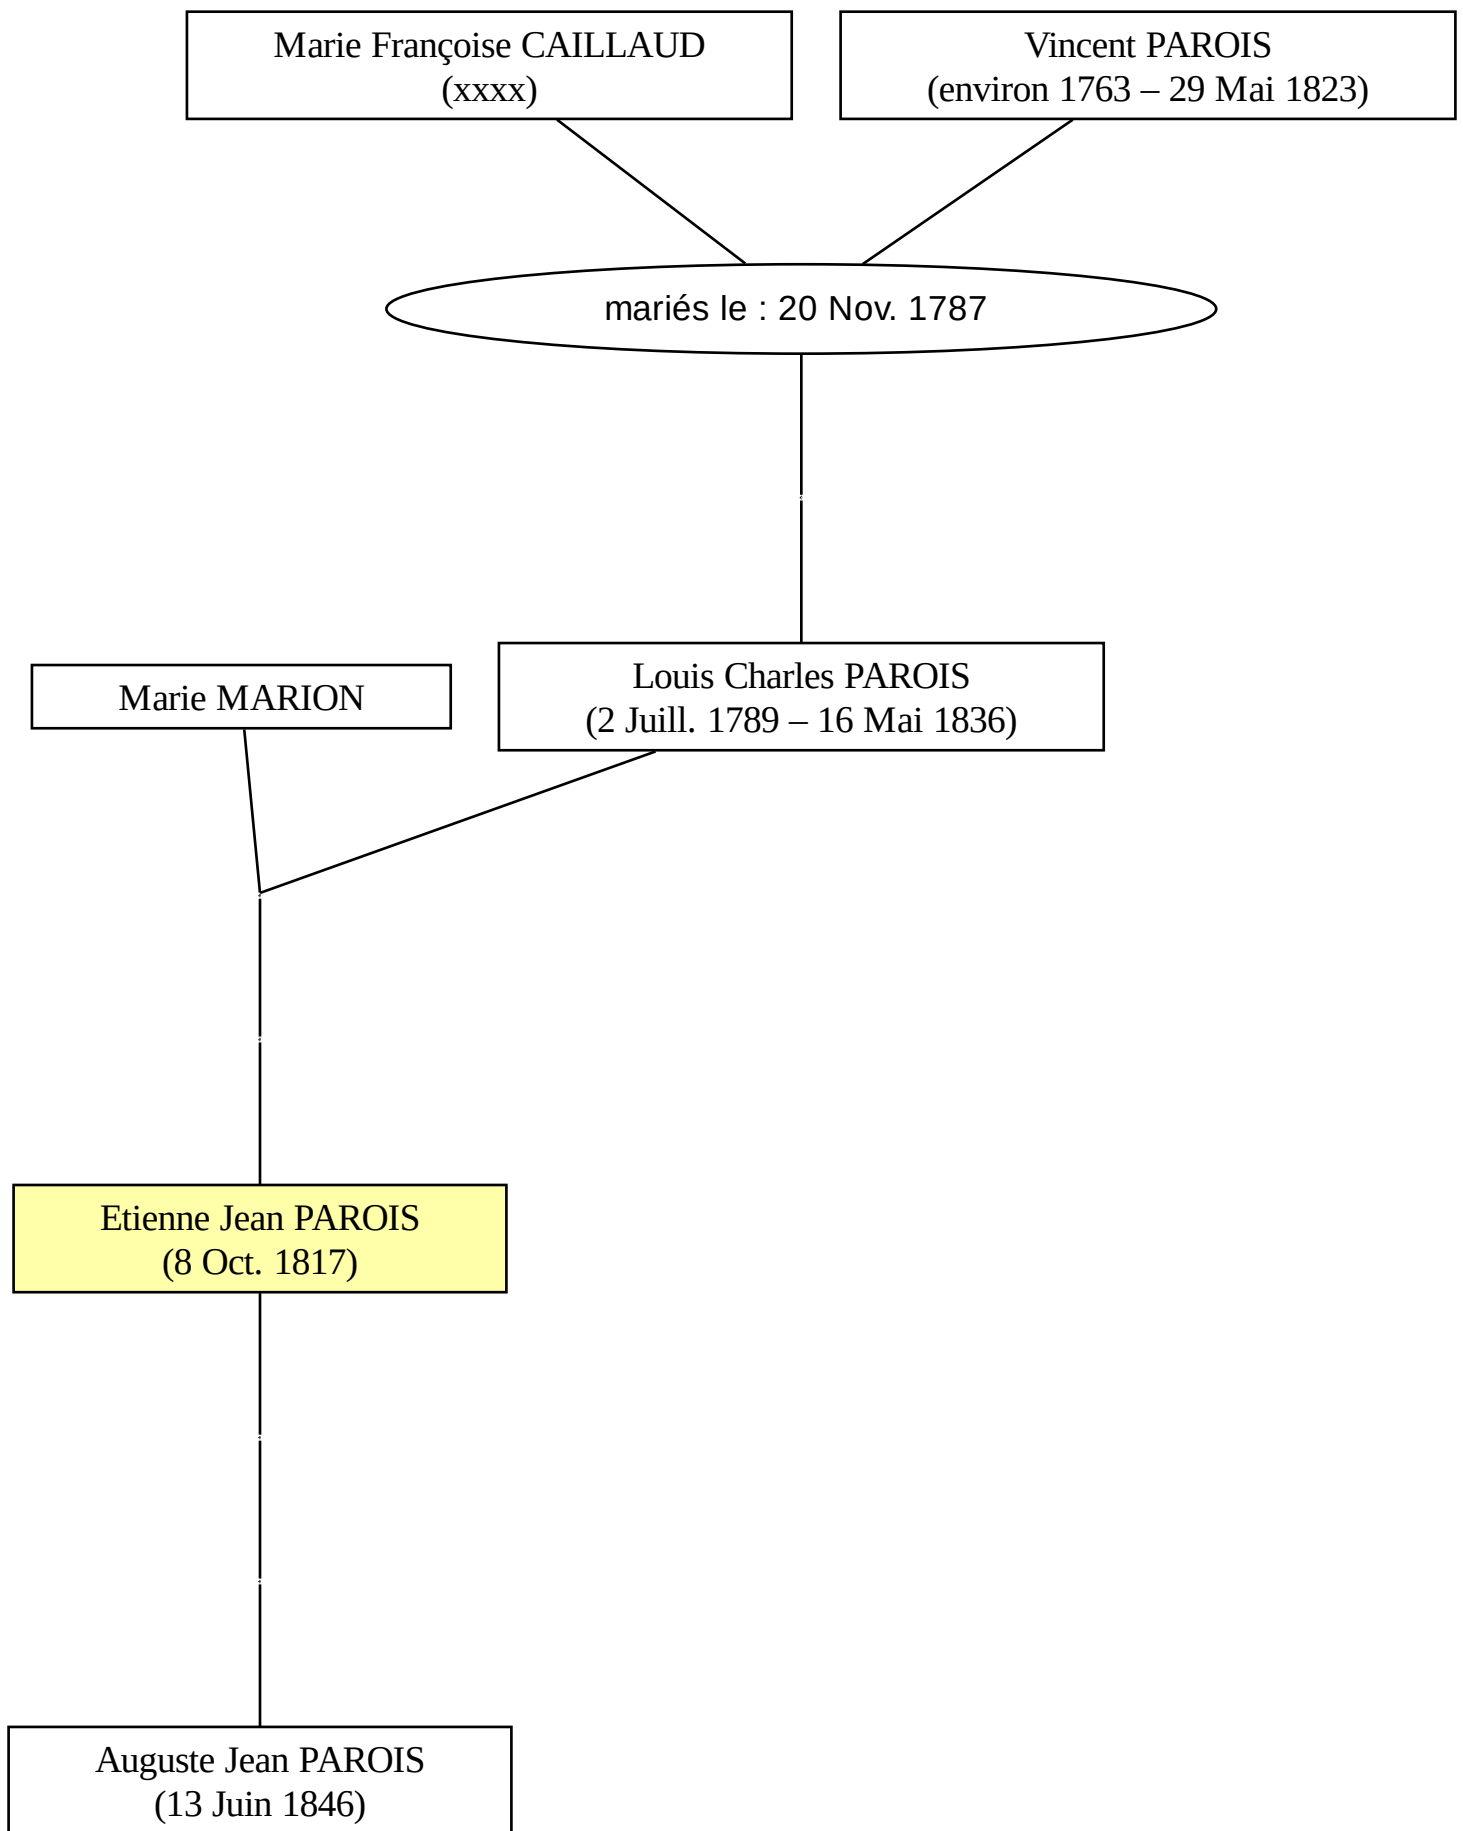 Marie Françoise CAILLAUD
(xxxx)
Vincent PAROIS
(environ 1763 – 29 Mai 1823)
mariés le : 20 Nov. 1787
Marie MARION
Louis Charles PAROIS
(2 Juill. 1789 – 16 Mai 1836)
Etienne Jean PAROIS
(8 Oct. 1817)
Auguste Jean PAROIS
(13 Juin 1846)